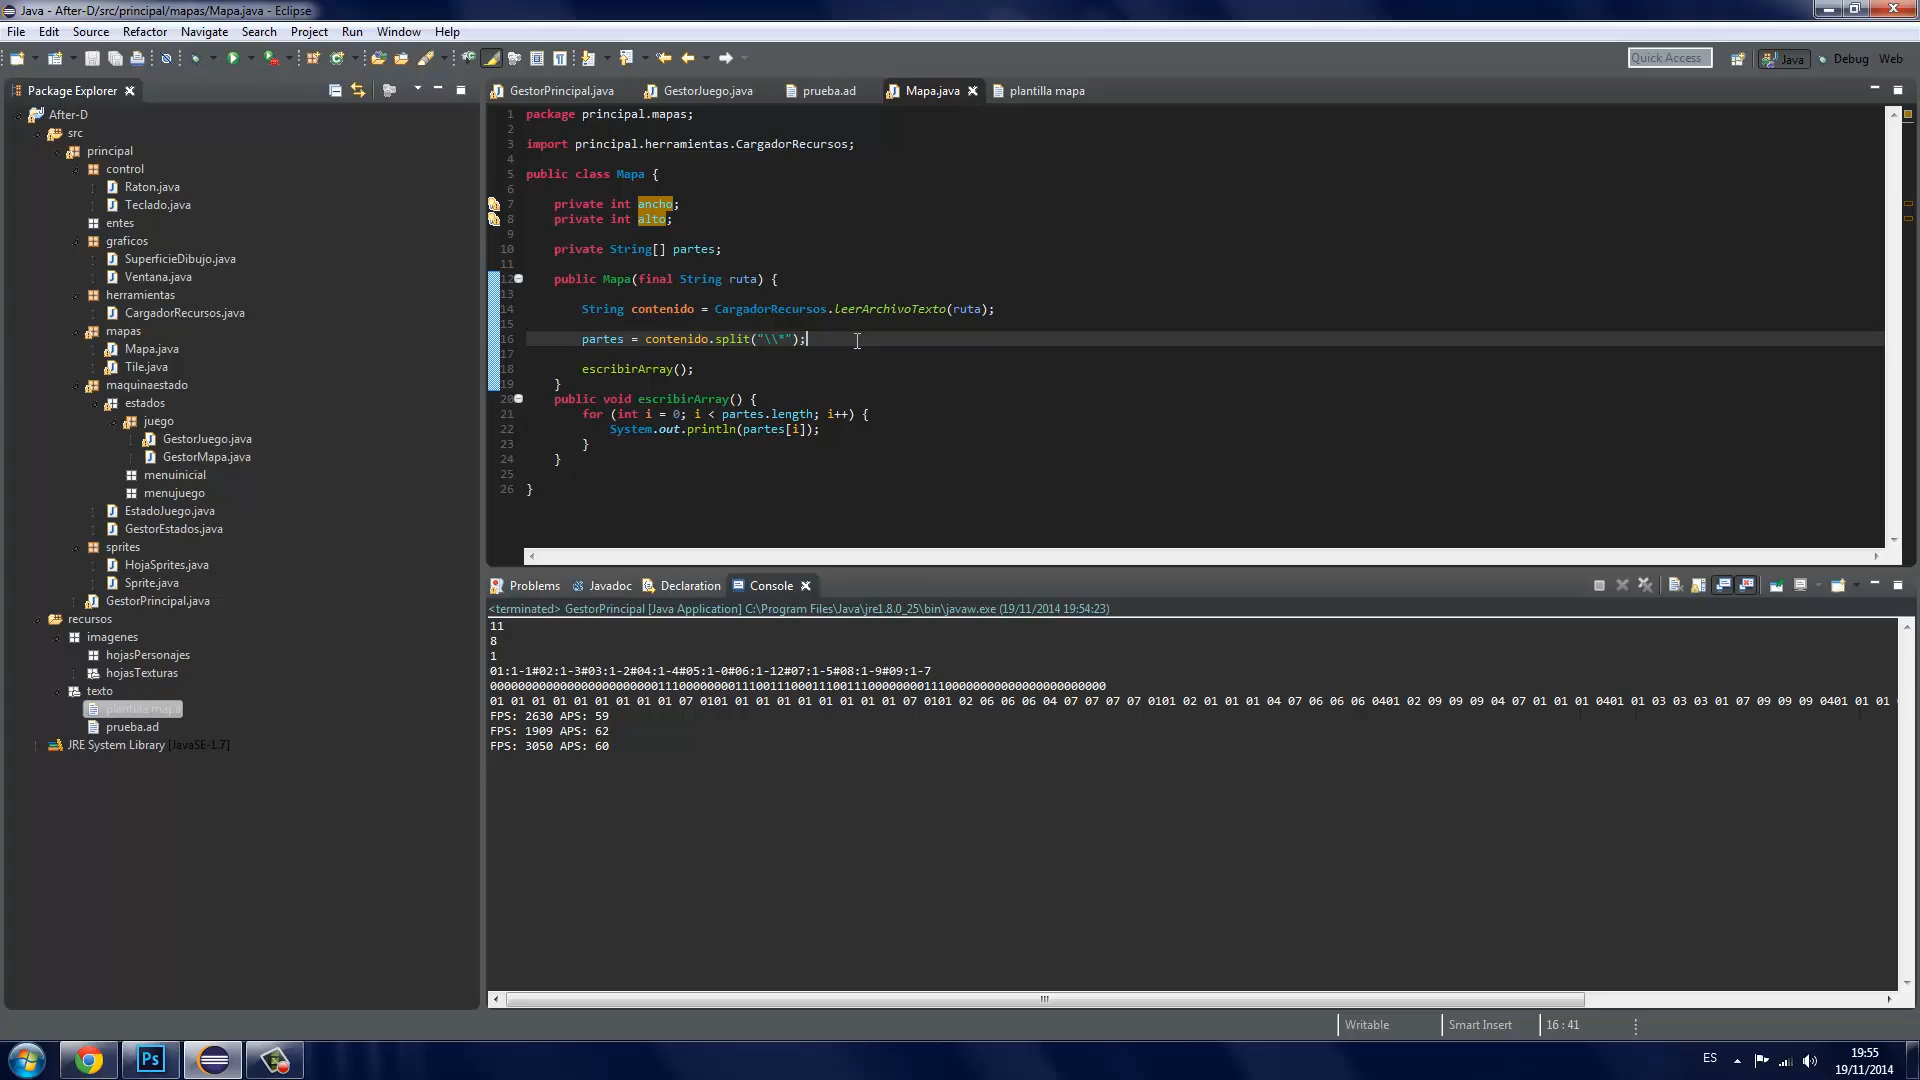 Java - After-D/src/principal/mapas/Mapa.java - Eclipse
File Edit Source Refactor Navigate Search Project Run Window Help
Quick Access Java Debug Web
Package Explorer
After-D
src
principal
control
Raton.java
Teclado.java
entes
graficos
SuperficieDibujo.java
Ventana.java
herramientas
CargadorRecursos.java
mapas
Mapa.java
Tile.java
maquinaestado
estados
juego
GestorJuego.java
GestorMapa.java
menuinicial
menujuego
EstadoJuego.java
GestorEstados.java
sprites
HojaSprites.java
Sprite.java
GestorPrincipal.java
recursos
imagenes
hojasPersonajes
hojasTexturas
texto
plantilla mapa
prueba.ad
JRE System Library [JavaSE-1.7]
GestorPrincipal.java GestorJuego.java prueba.ad Mapa.java plantilla mapa
1 package principal.mapas;
2
3 import principal.herramientas.CargadorRecursos;
4
5 public class Mapa {
6
7 private int ancho;
8 private int alto;
9
10 private String[] partes;
11
12 public Mapa(final String ruta) {
13
14 String contenido = CargadorRecursos.leerArchivoTexto(ruta);
15
16 partes = contenido.split("\\*");
17
18 escribirArray();
19 }
20 public void escribirArray() {
21 for (int i = 0; i < partes.length; i++) {
22 System.out.println(partes[i]);
23 }
24 }
25
26 }
Problems Javadoc Declaration Console
<terminated> GestorPrincipal [Java Application] C:\Program Files\Java\jre1.8.0_25\bin\javaw.exe (19/11/2014 19:54:23)
11
8
1
01:1-1#02:1-3#03:1-2#04:1-4#05:1-0#06:1-12#07:1-5#08:1-9#09:1-7
01 01 01 01 01 01 01 01 01 07 0101 01 01 01 01 01 01 01 01 07 0101 02 06 06 06 04 07 07 07 07 0101 02 01 01 04 07 06 06 06 0401 02 09 09 04 07 01 01 01 0401 01 03 03 03 01 07 09 09 09 0401 01 01
FPS: 2630 APS: 59
FPS: 1909 APS: 62
FPS: 3050 APS: 60
Writable Smart Insert 16 : 41
Ps
ES
19:55
19/11/2014